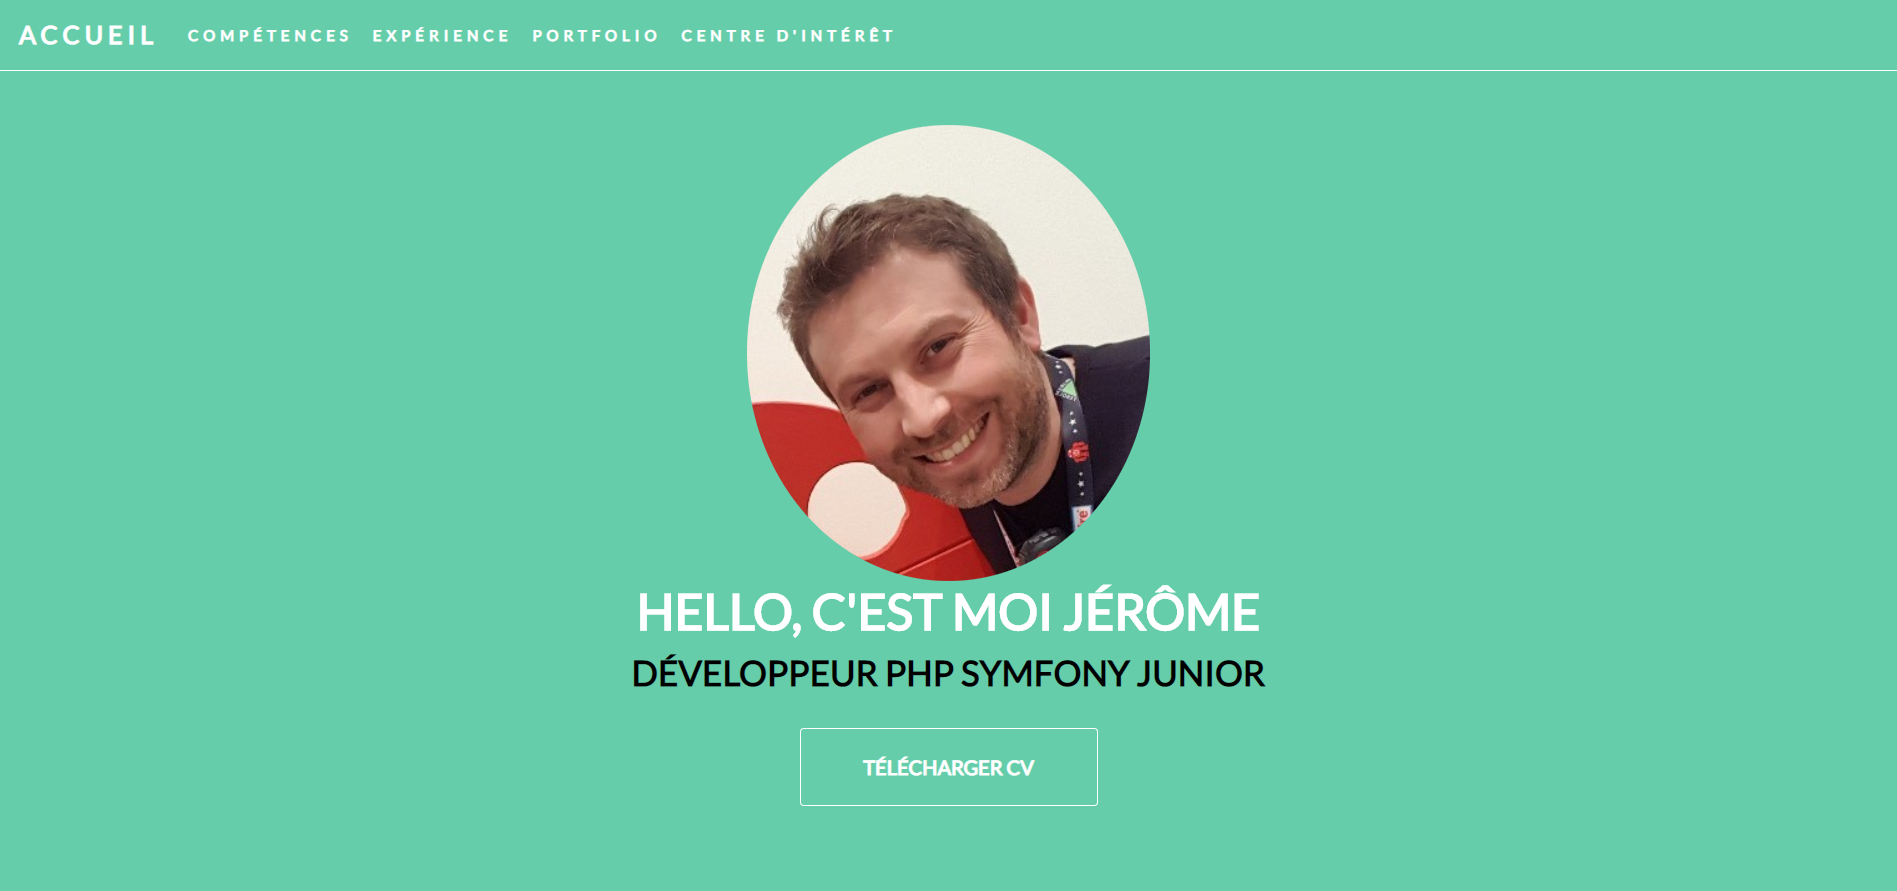 ACCUEIL COMPÉTENCES EXPÉRIENCE PORTFOLIO CENTRE D'INTÉRÊT
HELLO, C'EST MOI JÉRÔME
DÉVELOPPEUR PHP SYMFONY JUNIOR
TÉLÉCHARGER CV